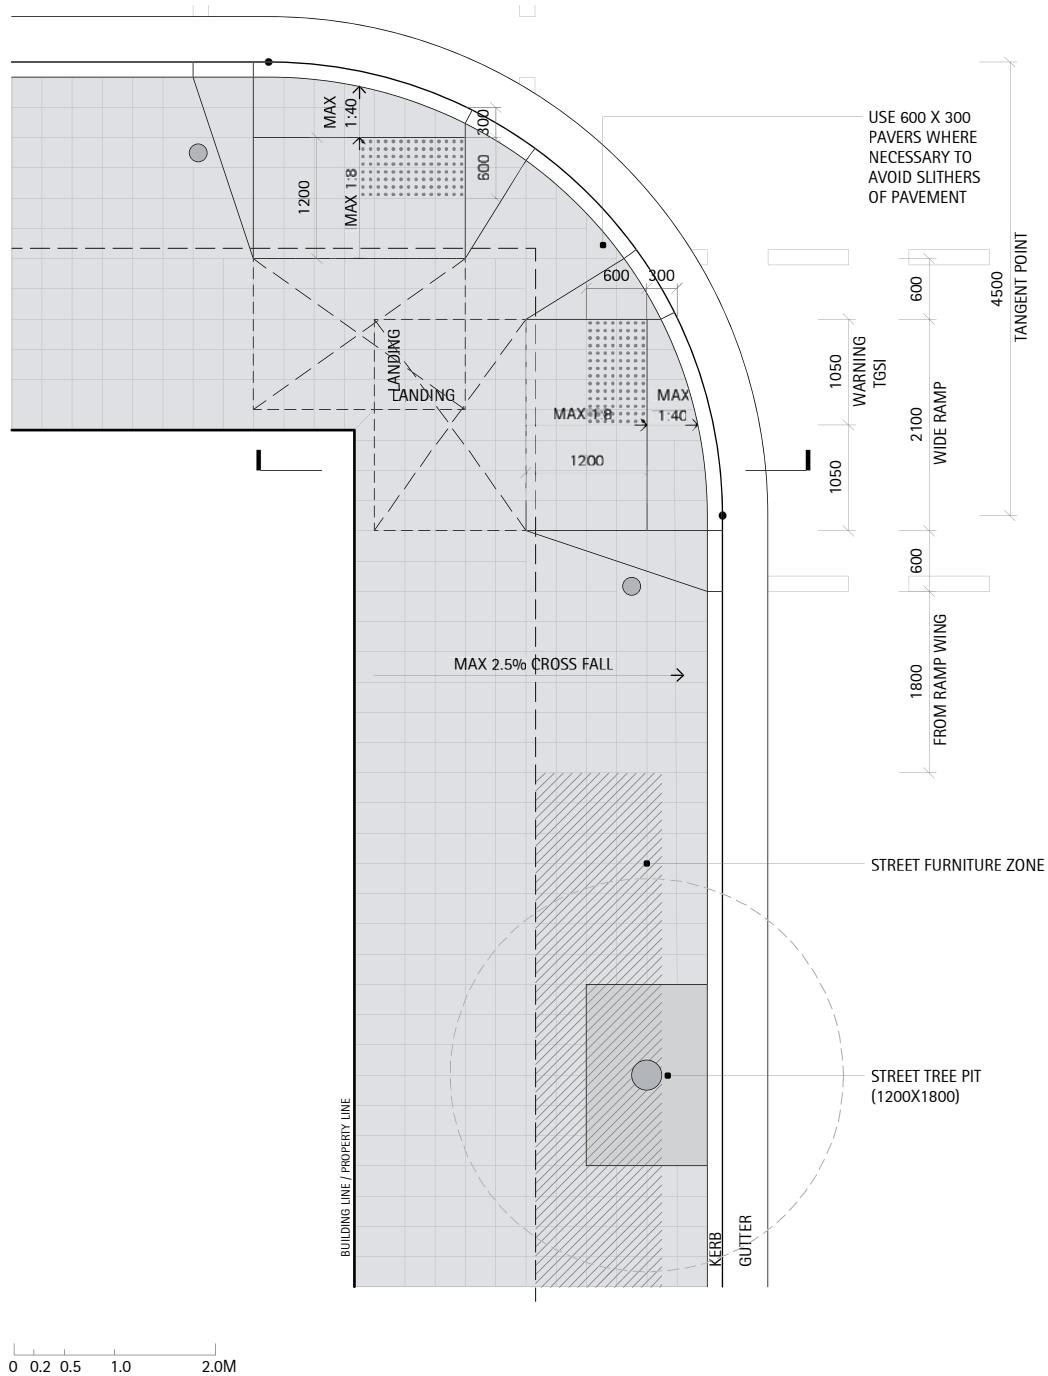 MAX
1:40
300
MAX 1:8
1200
600
USE 600 X 300
PAVERS WHERE
NECESSARY TO
AVOID SLITHERS
OF PAVEMENT
600
300
LANDING
LANDING
MAX 1:8
MAX
1:40
1200
600
4500
TANGENT POINT
1050
WARNING
TGSI
2100
WIDE RAMP
1050
600
1800
FROM RAMP WING
MAX 2.5% CROSS FALL
STREET FURNITURE ZONE
STREET TREE PIT
(1200X1800)
BUILDING LINE / PROPERTY LINE
KERB
GUTTER
0 0.2 0.5 1.0 2.0M